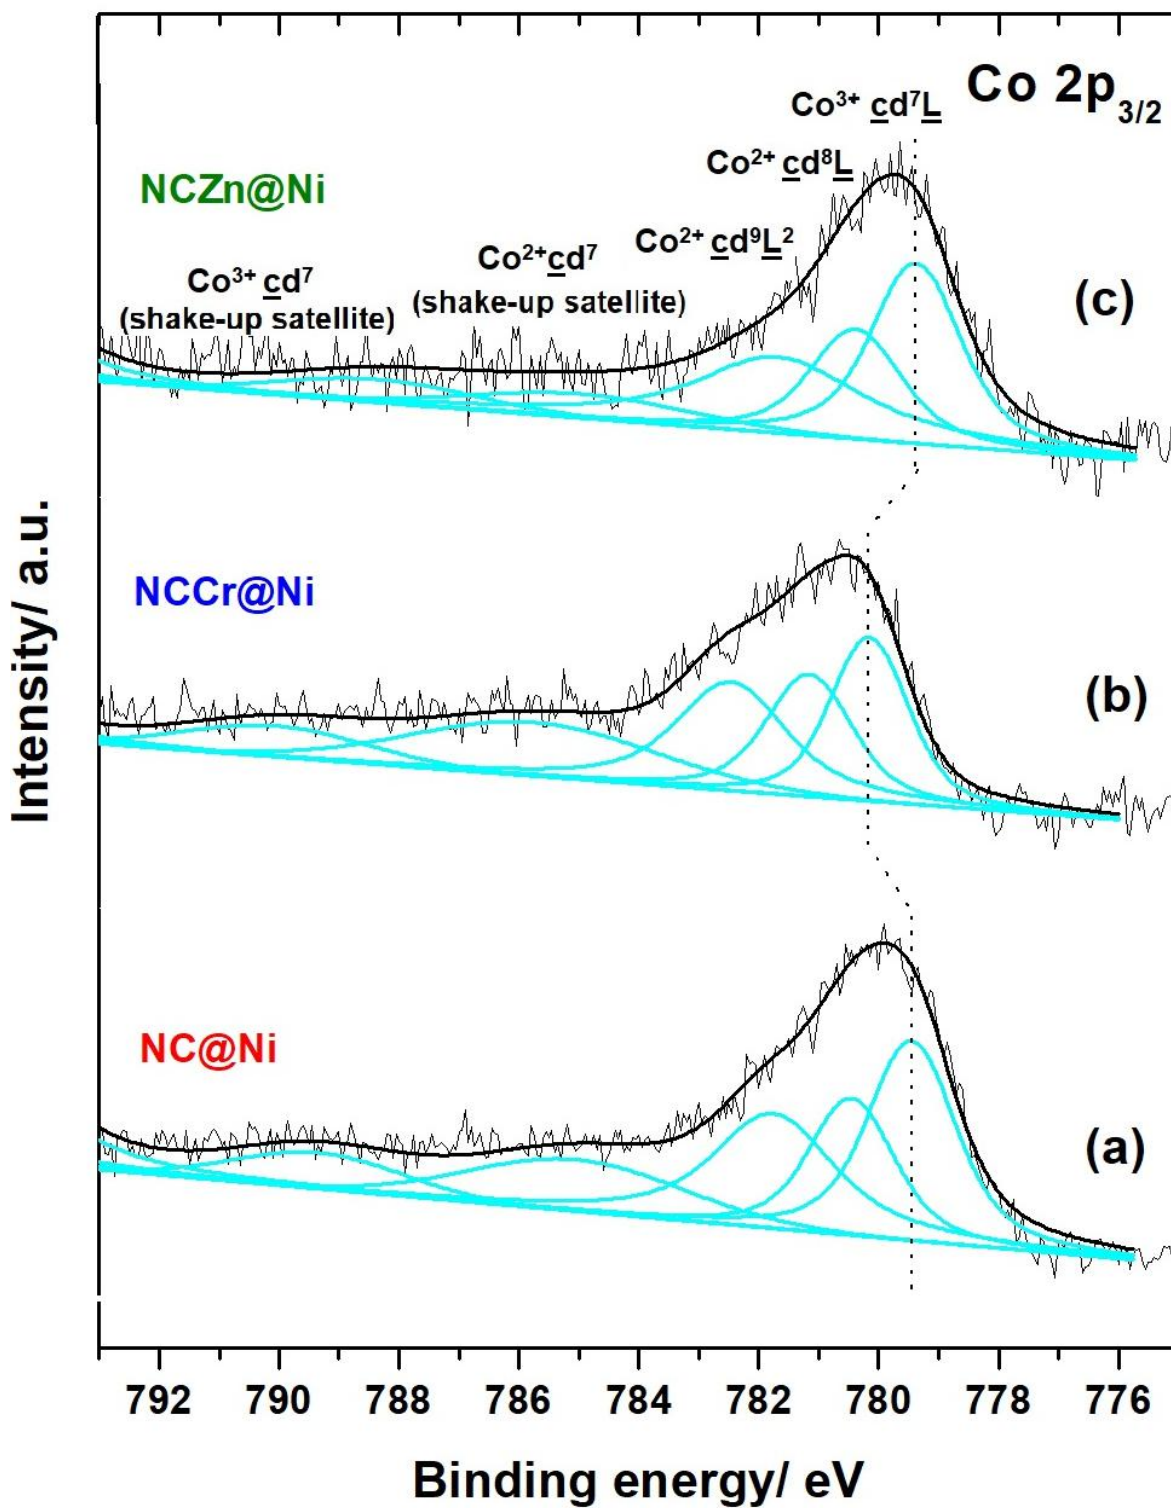 Co 2p3/2
Co³⁺ cd⁷L
Co²⁺ cd⁸L
NCZn@Ni
Co²⁺ cd⁹L²
Co²⁺cd⁷
(shake-up satellite)
Co³⁺ cd⁷
(shake-up satellite)
(c)
NCCr@Ni
(b)
NC@Ni
(a)
Intensity/ a.u.
792 790 788 786 784 782 780 778 776
Binding energy/ eV